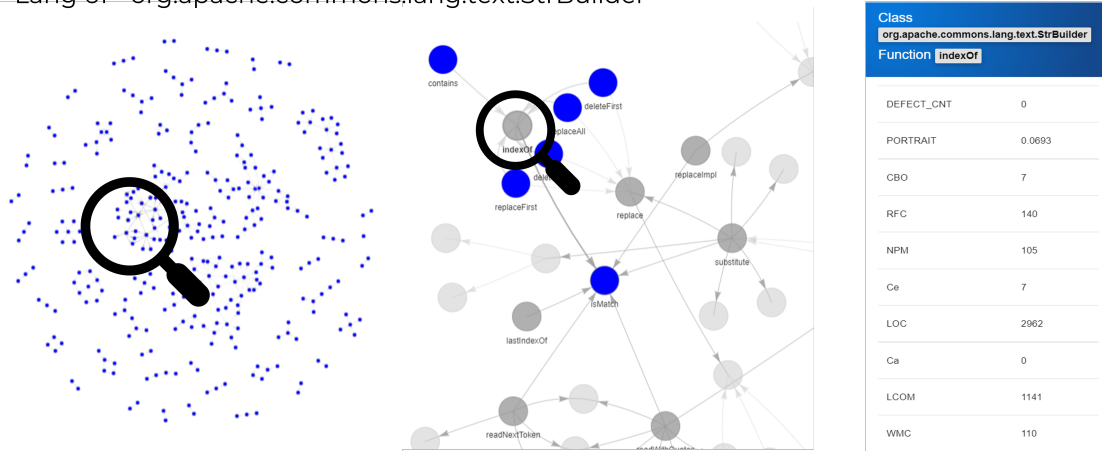 org.apache.commons.lang.text.StrBuilder
contains
deleteFirst
indexOf
replaceFirst
replace
replaceImpl
substitute
isMatch
lastIndexOf
readNextToken
Class
org.apache.commons.lang.text.StrBuilder
Function indexOf
DEFECT_CNT 0
PORTRAIT 0.0693
CBO 7
RFC 140
NPM 105
Ce 7
LOC 2962
Ca 0
LCOM 1141
WMC 110